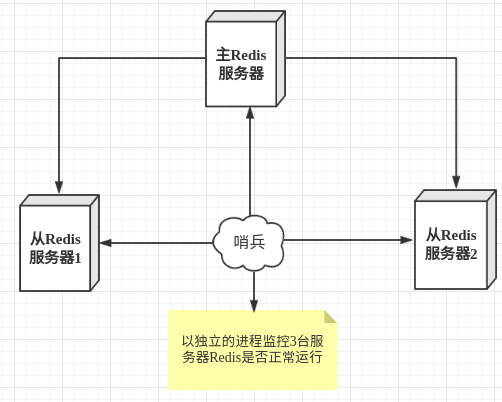 主Redis
服务器
从Redis
服务器1
哨兵
从Redis
服务器2
以独立的进程监控3台服
务器Redis是否正常运行